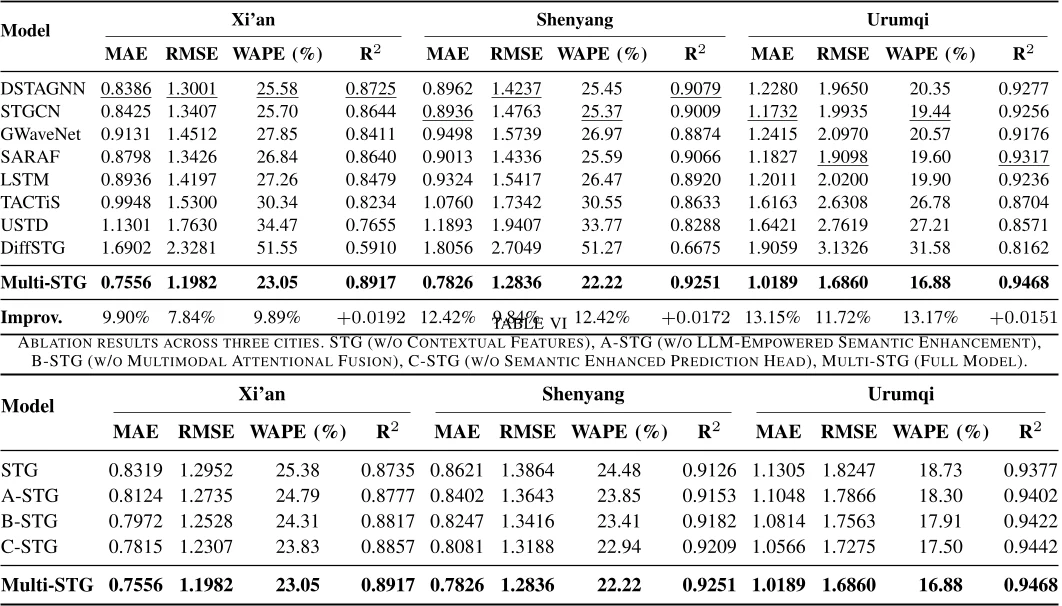 Model Xi'an Shenyang Urumqi
MAE RMSE WAPE (%) R² MAE RMSE WAPE (%) R² MAE RMSE WAPE (%) R²
DSTAGNN 0.8386 1.3001 25.58 0.8725 0.8962 1.4237 25.45 0.9079 1.2280 1.9650 20.35 0.9277
STGCN 0.8425 1.3407 25.70 0.8644 0.8936 1.4763 25.37 0.9009 1.1732 1.9935 19.44 0.9256
GWaveNet 0.9131 1.4512 27.85 0.8411 0.9498 1.5739 26.97 0.8874 1.2415 2.0970 20.57 0.9176
SARAF 0.8798 1.3426 26.84 0.8640 0.9013 1.4336 25.59 0.9066 1.1827 1.9098 19.60 0.9317
LSTM 0.8936 1.4197 27.26 0.8479 0.9324 1.5417 26.47 0.8920 1.2011 2.0200 19.90 0.9236
TACTiS 0.9948 1.5300 30.34 0.8234 1.0760 1.7342 30.55 0.8633 1.6163 2.6308 26.78 0.8704
USTD 1.1301 1.7630 34.47 0.7655 1.1893 1.9407 33.77 0.8288 1.6421 2.7619 27.21 0.8571
DiffSTG 1.6902 2.3281 51.55 0.5910 1.8056 2.7049 51.27 0.6675 1.9059 3.1326 31.58 0.8162
Multi-STG 0.7556 1.1982 23.05 0.8917 0.7826 1.2836 22.22 0.9251 1.0189 1.6860 16.88 0.9468
Improv. 9.90% 7.84% 9.89% +0.0192 12.42% 9.84% 12.42% +0.0172 13.15% 11.72% 13.17% +0.0151
TABLE VI
ABLATION RESULTS ACROSS THREE CITIES. STG (W/O CONTEXTUAL FEATURES), A-STG (W/O LLM-EMPOWERED SEMANTIC ENHANCEMENT),
B-STG (W/O MULTIMODAL ATTENTIONAL FUSION), C-STG (W/O SEMANTIC ENHANCED PREDICTION HEAD), MULTI-STG (FULL MODEL).
Model Xi'an Shenyang Urumqi
MAE RMSE WAPE (%) R² MAE RMSE WAPE (%) R² MAE RMSE WAPE (%) R²
STG 0.8319 1.2952 25.38 0.8735 0.8621 1.3864 24.48 0.9126 1.1305 1.8247 18.73 0.9377
A-STG 0.8124 1.2735 24.79 0.8777 0.8402 1.3643 23.85 0.9153 1.1048 1.7866 18.30 0.9402
B-STG 0.7972 1.2528 24.31 0.8817 0.8247 1.3416 23.41 0.9182 1.0814 1.7563 17.91 0.9422
C-STG 0.7815 1.2307 23.83 0.8857 0.8081 1.3188 22.94 0.9209 1.0566 1.7275 17.50 0.9442
Multi-STG 0.7556 1.1982 23.05 0.8917 0.7826 1.2836 22.22 0.9251 1.0189 1.6860 16.88 0.9468